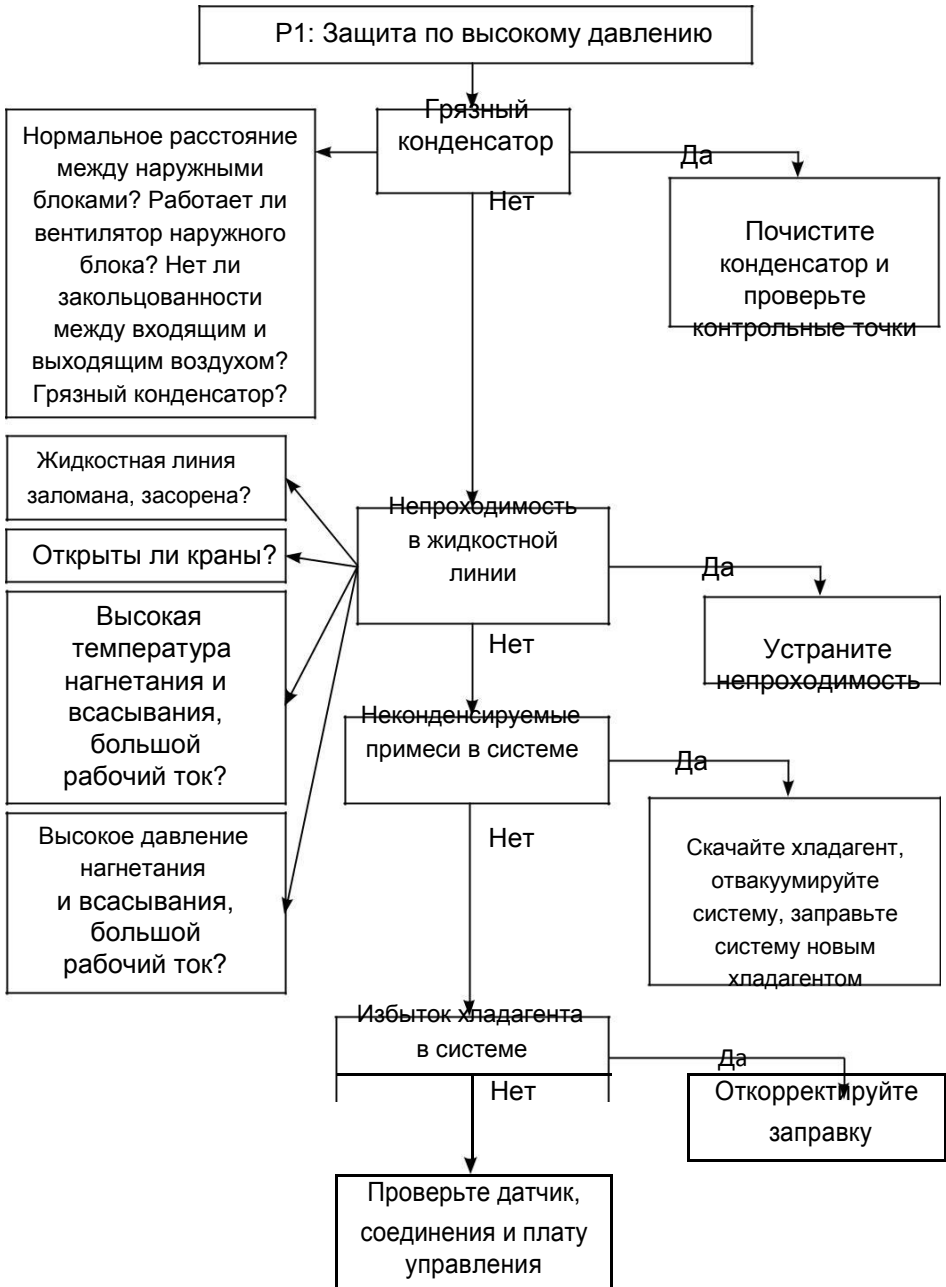 P1: Защита по высокому давлению
Грязный
конденсатор
Да
Нет
Нормальное расстояние
между наружными
блоками? Работает ли
вентилятор наружного
блока? Нет ли
закольцованности
между входящим и
выходящим воздухом?
Грязный конденсатор?
Почистите
конденсатор и
проверьте
контрольные точки
Жидкостная линия
заломана, засорена?
Открыты ли краны?
Высокая
температура
нагнетания и
всасывания,
большой
рабочий ток?
Высокое давление
нагнетания
и всасывания,
большой
рабочий ток?
Непроходимость
в жидкостной
линии
Да
Нет
Устраните
непроходимость
Неконденсируемые
примеси в системе
Да
Нет
Скачайте хладагент,
отвакуумируйте
систему, заправьте
систему новым
хладагентом
Избыток хладагента
в системе
Да
Нет
Откорректируйте
заправку
Проверьте датчик,
соединения и плату
управления